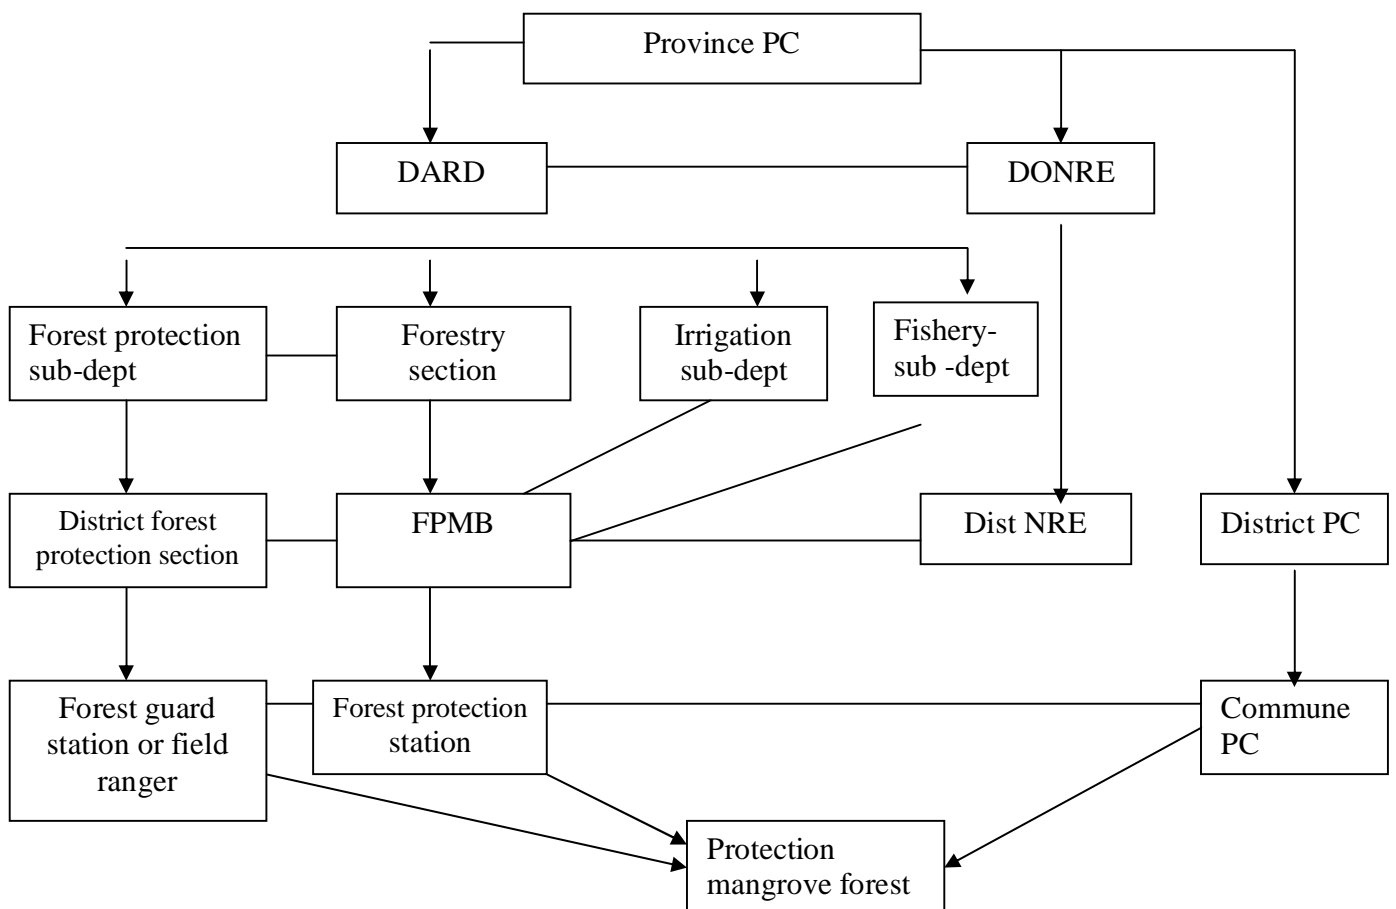 Province PC
DARD
DONRE
Forest protection
sub-dept
Forestry
section
Irrigation
sub-dept
Fishery-
sub -dept
District forest
protection section
FPMB
Dist NRE
District PC
Forest guard
station or field
ranger
Forest protection
station
Commune
PC
Protection
mangrove forest